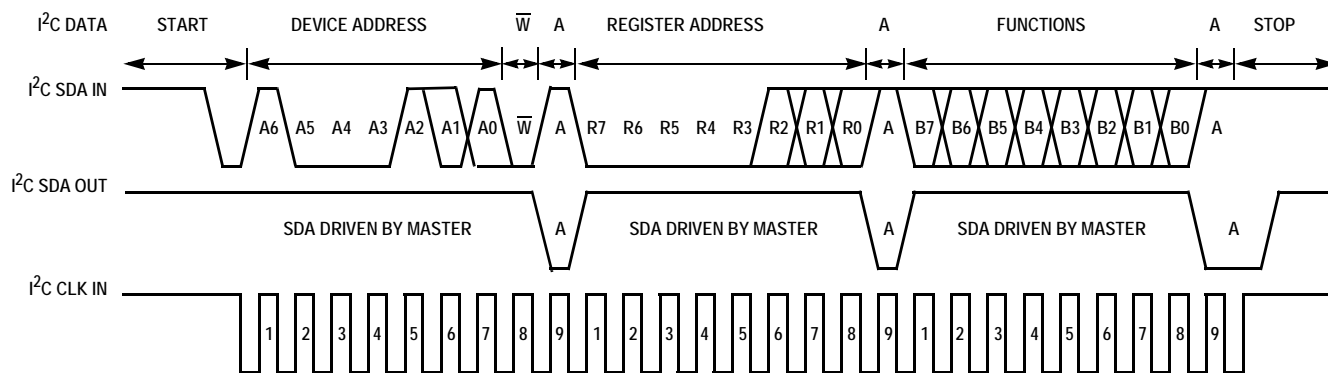 I²C DATA START DEVICE ADDRESS W̅ A REGISTER ADDRESS A FUNCTIONS A STOP
I²C SDA IN
A6 A5 A4 A3 A2 A1 A0 W̅ A R7 R6 R5 R4 R3 R2 R1 R0 A B7 B6 B5 B4 B3 B2 B1 B0 A
I²C SDA OUT
SDA DRIVEN BY MASTER A SDA DRIVEN BY MASTER A SDA DRIVEN BY MASTER A
I²C CLK IN
1 2 3 4 5 6 7 8 9 1 2 3 4 5 6 7 8 9 1 2 3 4 5 6 7 8 9